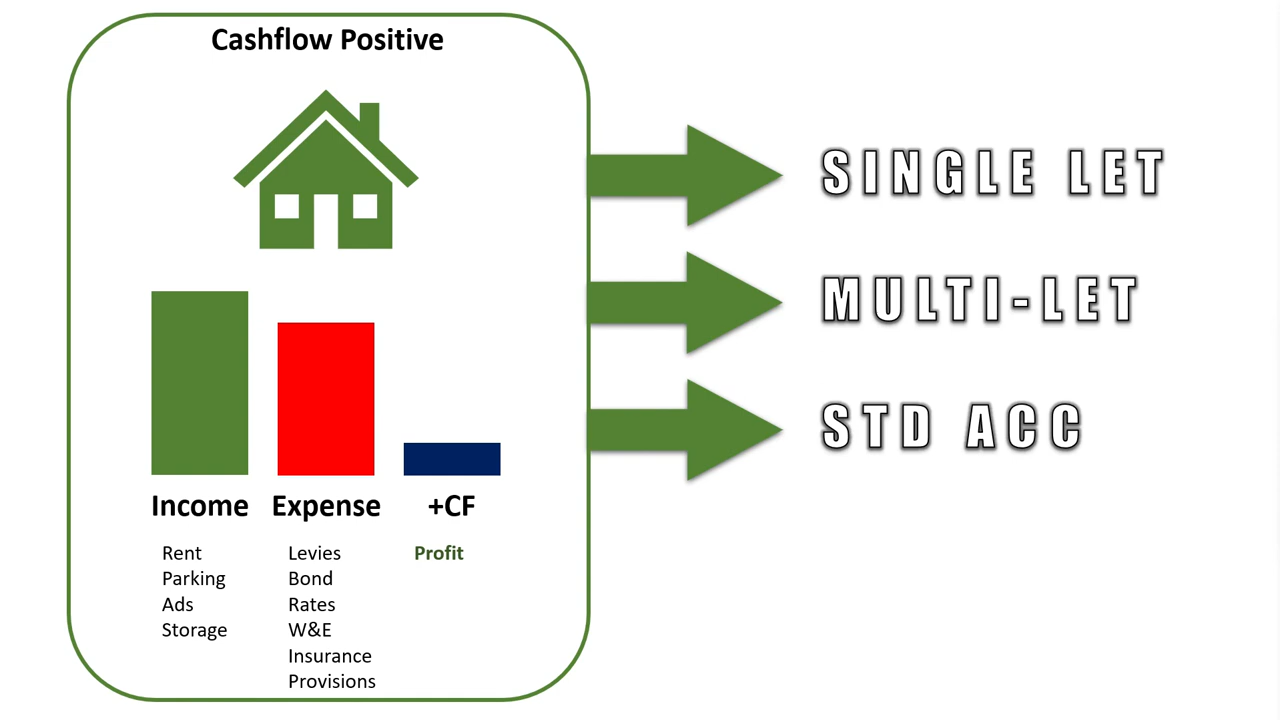 Cashflow Positive
Income
Rent
Parking
Ads
Storage
Expense
Levies
Bond
Rates
W&E
Insurance
Provisions
+CF
Profit
SINGLE LET
MULTI-LET
STD ACC